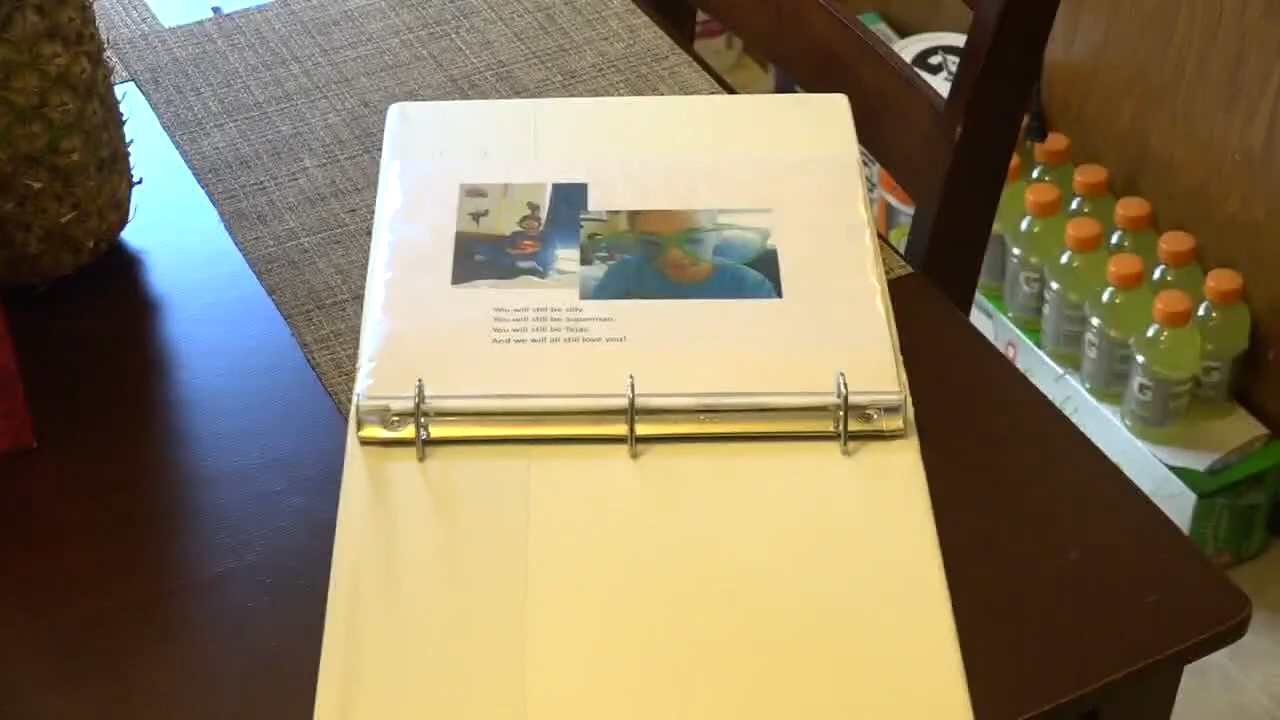 You will still be silly.
You will still be Superman.
You will still be Tejas.
And we will all still love you!
G
G
G
G